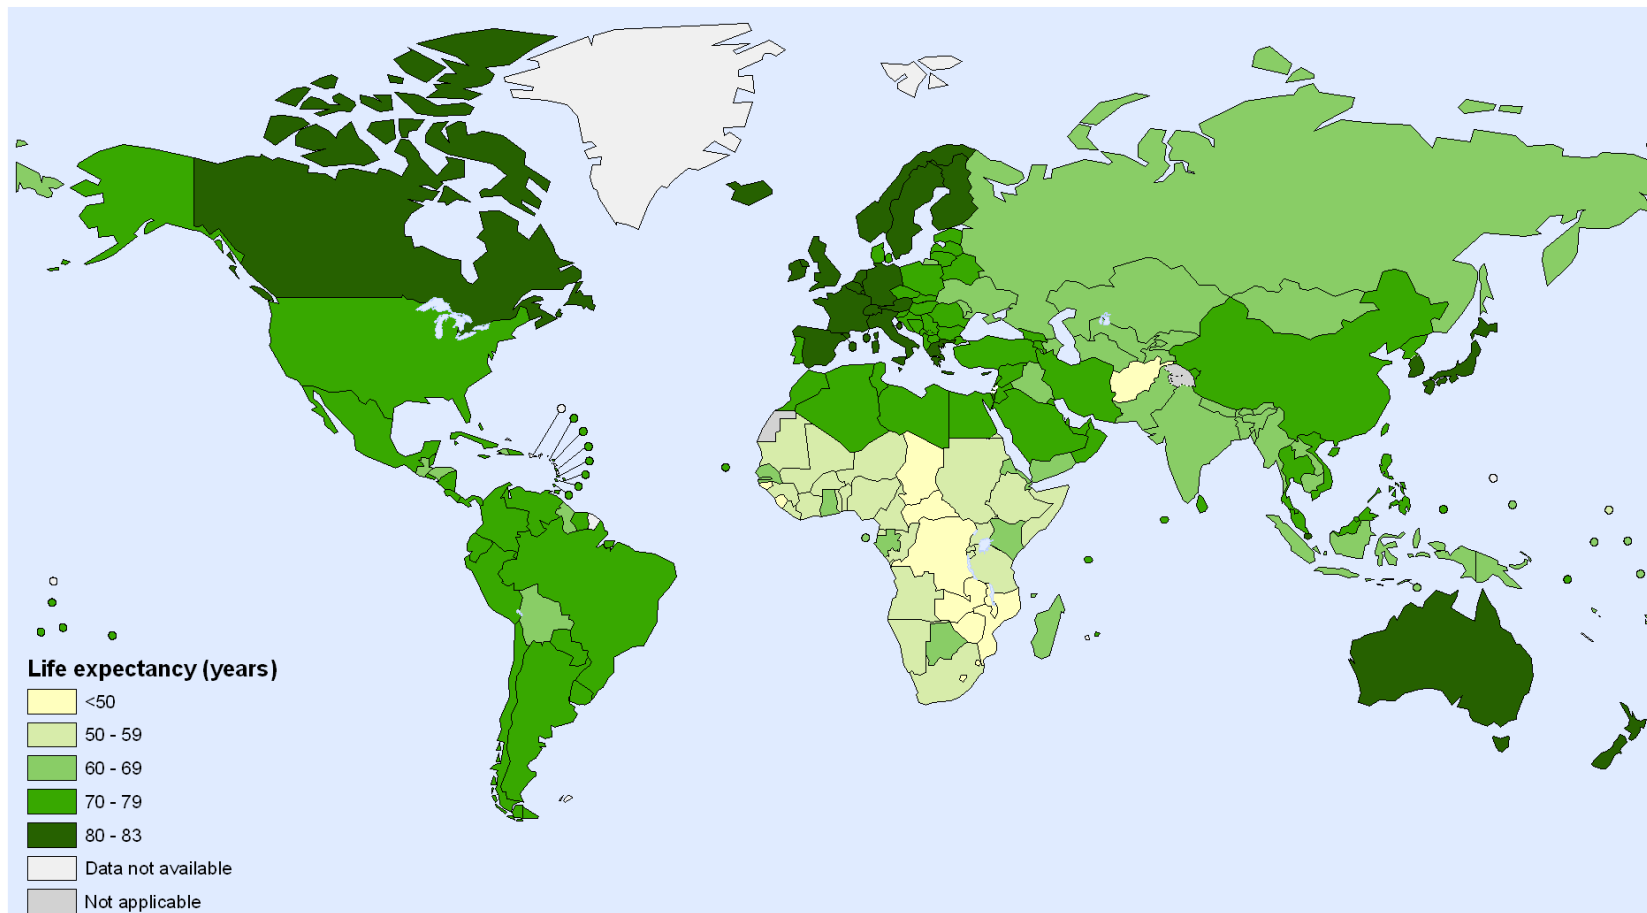 Life expectancy (years)
<50
50 - 59
60 - 69
70 - 79
80 - 83
Data not available
Not applicable